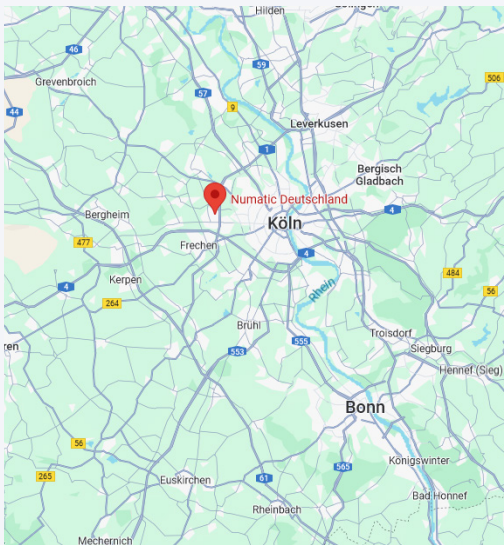 Hilden
46
59
506
Grevenbroich
57
9
44
Leverkusen
1
Bergisch
Gladbach
Numatic Deutschland
Bergheim
4
Köln
477
Frechen
4
484
4
Kerpen
56
264
Rhein
Brühl
Troisdorf
555
Siegburg
553
Hennef (Sieg)
Bonn
56
Königswinter
265
565
61
Euskirchen
Bad Honnef
Rheinbach
Mechernich